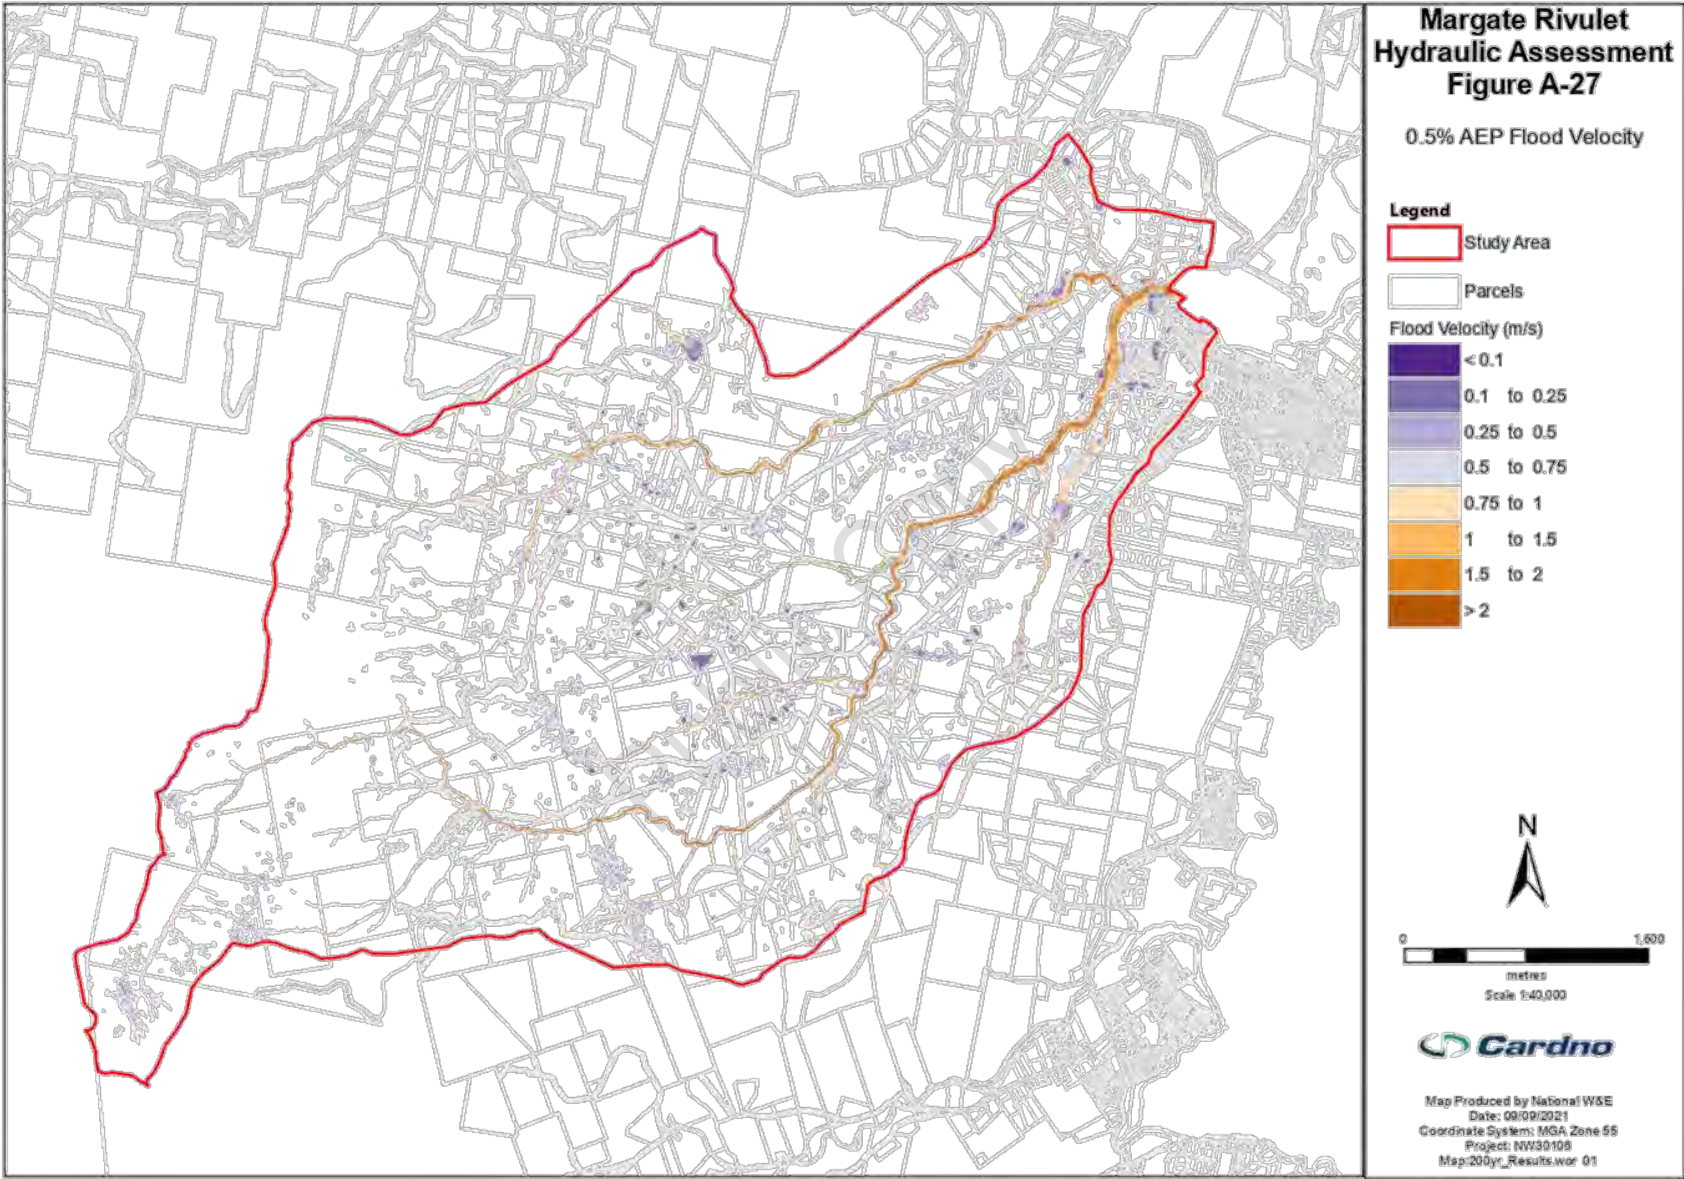 Margate Rivulet
Hydraulic Assessment
Figure A-27
0.5% AEP Flood Velocity
Legend
Study Area
Parcels
Flood Velocity (m/s)
< 0.1
0.1 to 0.25
0.25 to 0.5
0.5 to 0.75
0.75 to 1
1 to 1.5
1.5 to 2
> 2
N
0 1,600
metres
Scale 1:40,000
Cardno
Map Produced by National W&E
Date: 09/09/2021
Coordinate System: MGA Zone 55
Project: NW30106
Map:200yr_Results.wor 01